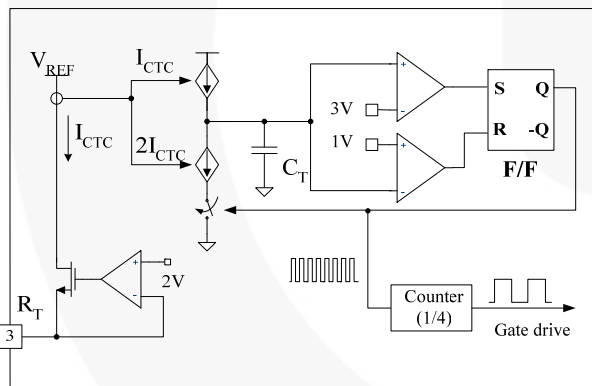 VREF
ICTC
ICTC
2ICTC
CT
+
3V
-
1V
+
-
S
Q
R
-Q
F/F
+
2V
-
RT
3
Counter
(1/4)
Gate drive